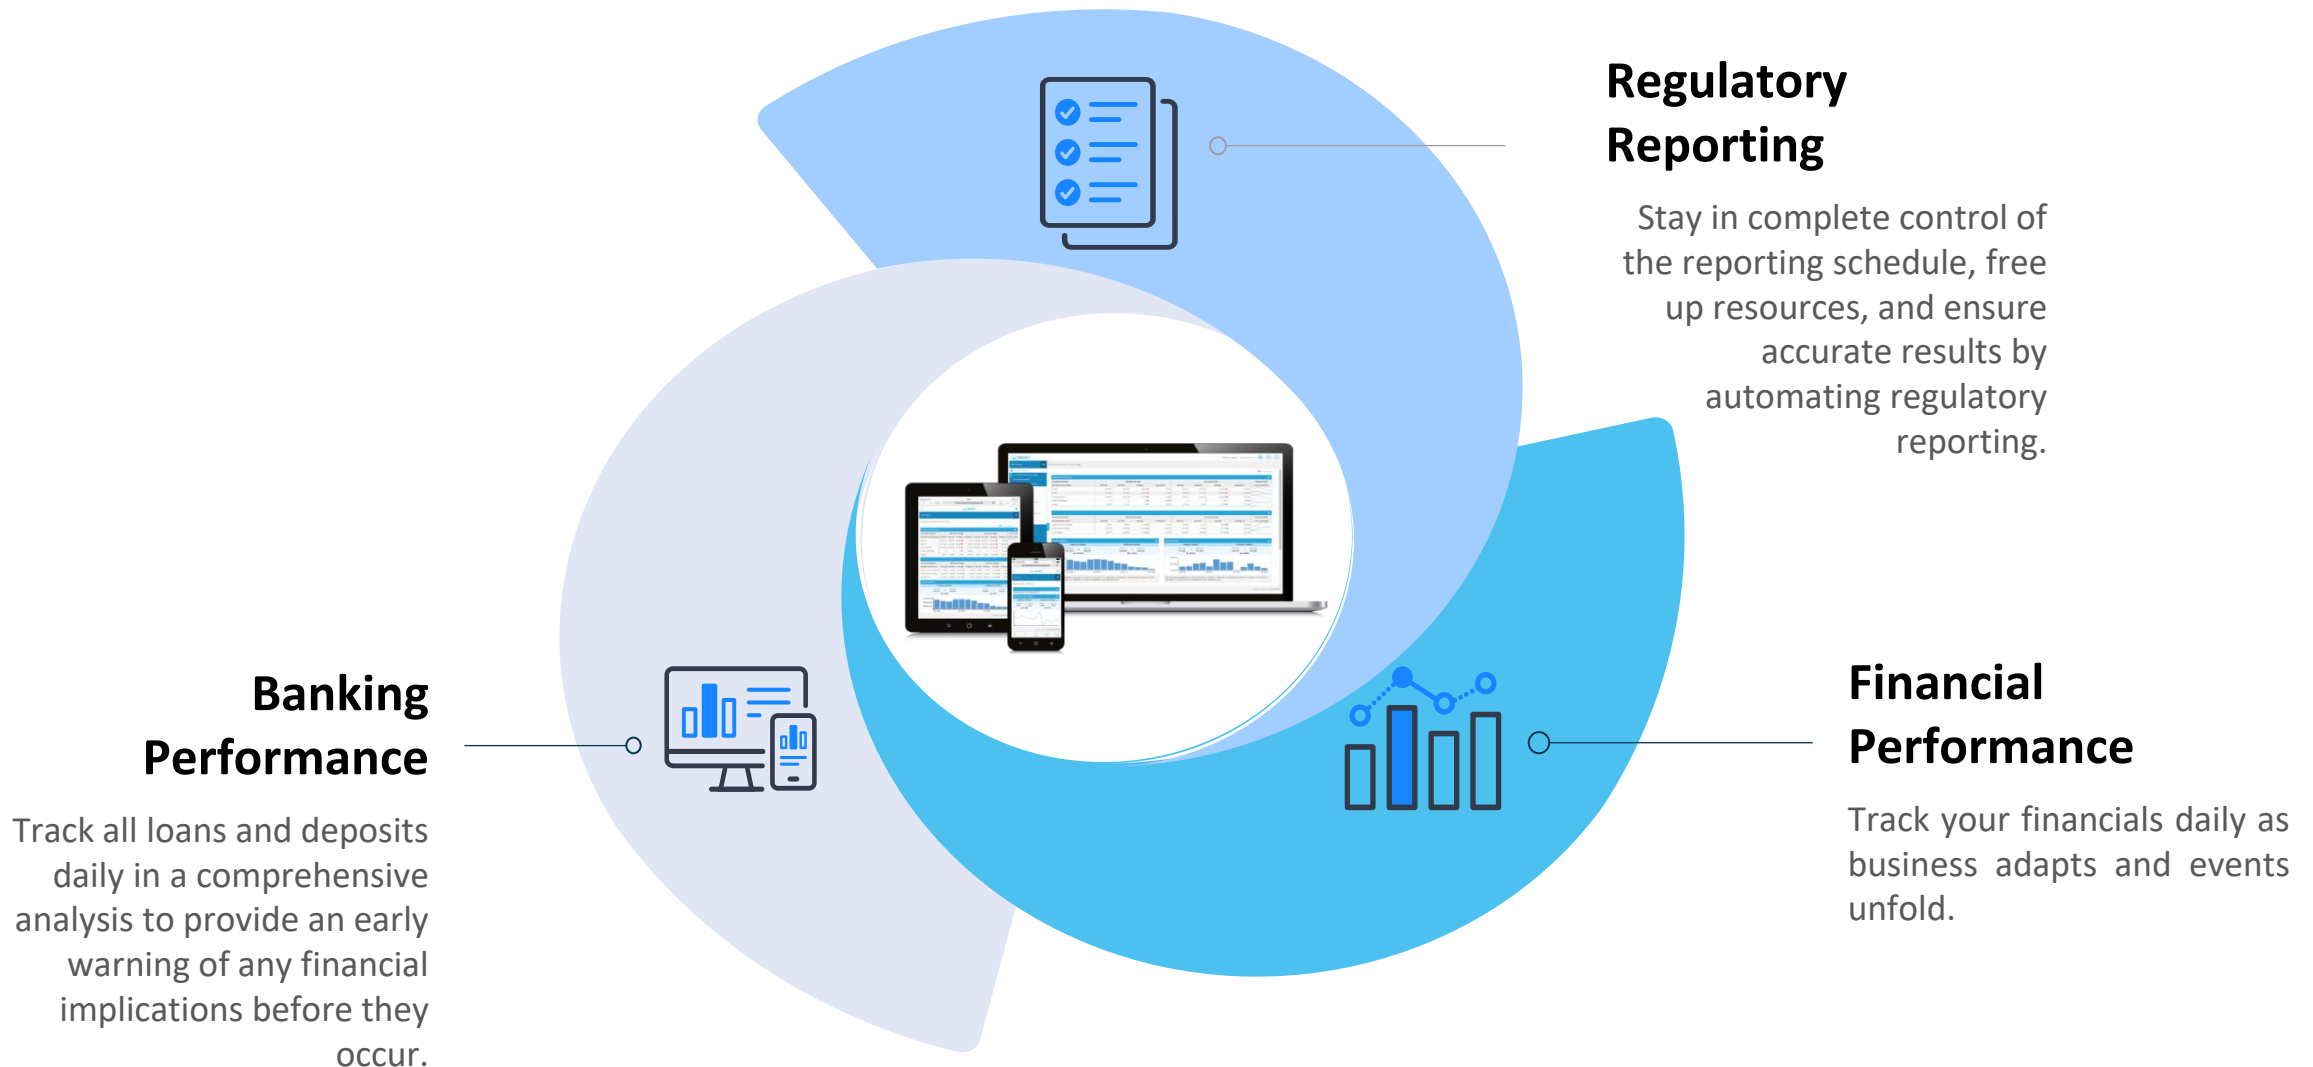 Regulatory
Reporting
Stay in complete control of
the reporting schedule, free
up resources, and ensure
accurate results by
automating regulatory
reporting.
Banking
Performance
Track all loans and deposits
daily in a comprehensive
analysis to provide an early
warning of any financial
implications before they
occur.
Financial
Performance
Track your financials daily as
business adapts and events
unfold.